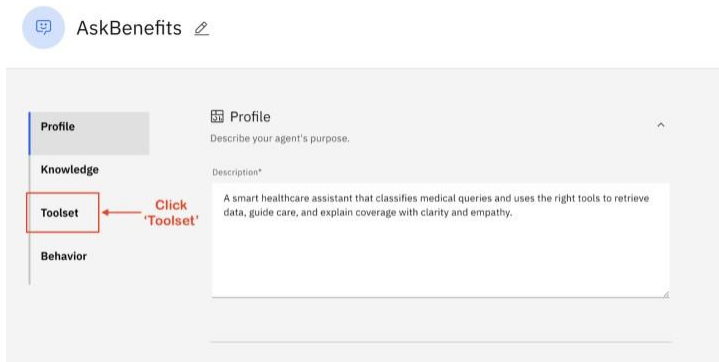 AskBenefits
Profile
Knowledge
Toolset
Behavior
Click
'Toolset'
Profile
Describe your agent's purpose.
Description*
A smart healthcare assistant that classifies medical queries and uses the right tools to retrieve
data, guide care, and explain coverage with clarity and empathy.